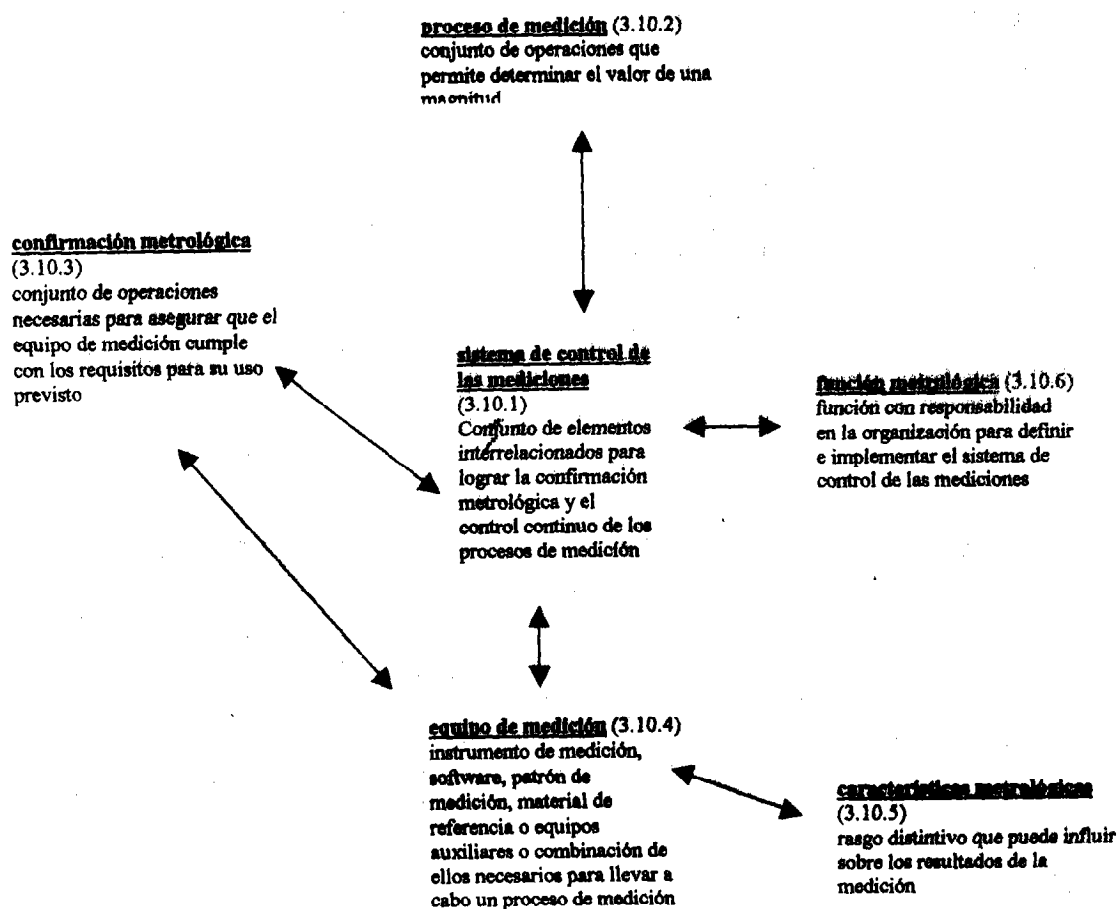 proceso de medición (3.10.2)
conjunto de operaciones que
permite determinar el valor de una
magnitud
confirmación metrológica
(3.10.3)
conjunto de operaciones
necesarias para asegurar que el
equipo de medición cumple
con los requisitos para su uso
previsto
sistema de control de
las mediciones
(3.10.1)
Conjunto de elementos
interrelacionados para
lograr la confirmación
metrológica y el
control continuo de los
procesos de medición
función metrológica (3.10.6)
función con responsabilidad
en la organización para definir
e implementar el sistema de
control de las mediciones
equipo de medición (3.10.4)
instrumento de medición,
software, patrón de
medición, material de
referencia o equipos
auxiliares o combinación de
ellos necesarios para llevar a
cabo un proceso de medición
características metrológicas
(3.10.5)
rasgo distintivo que puede influir
sobre los resultados de la
medición